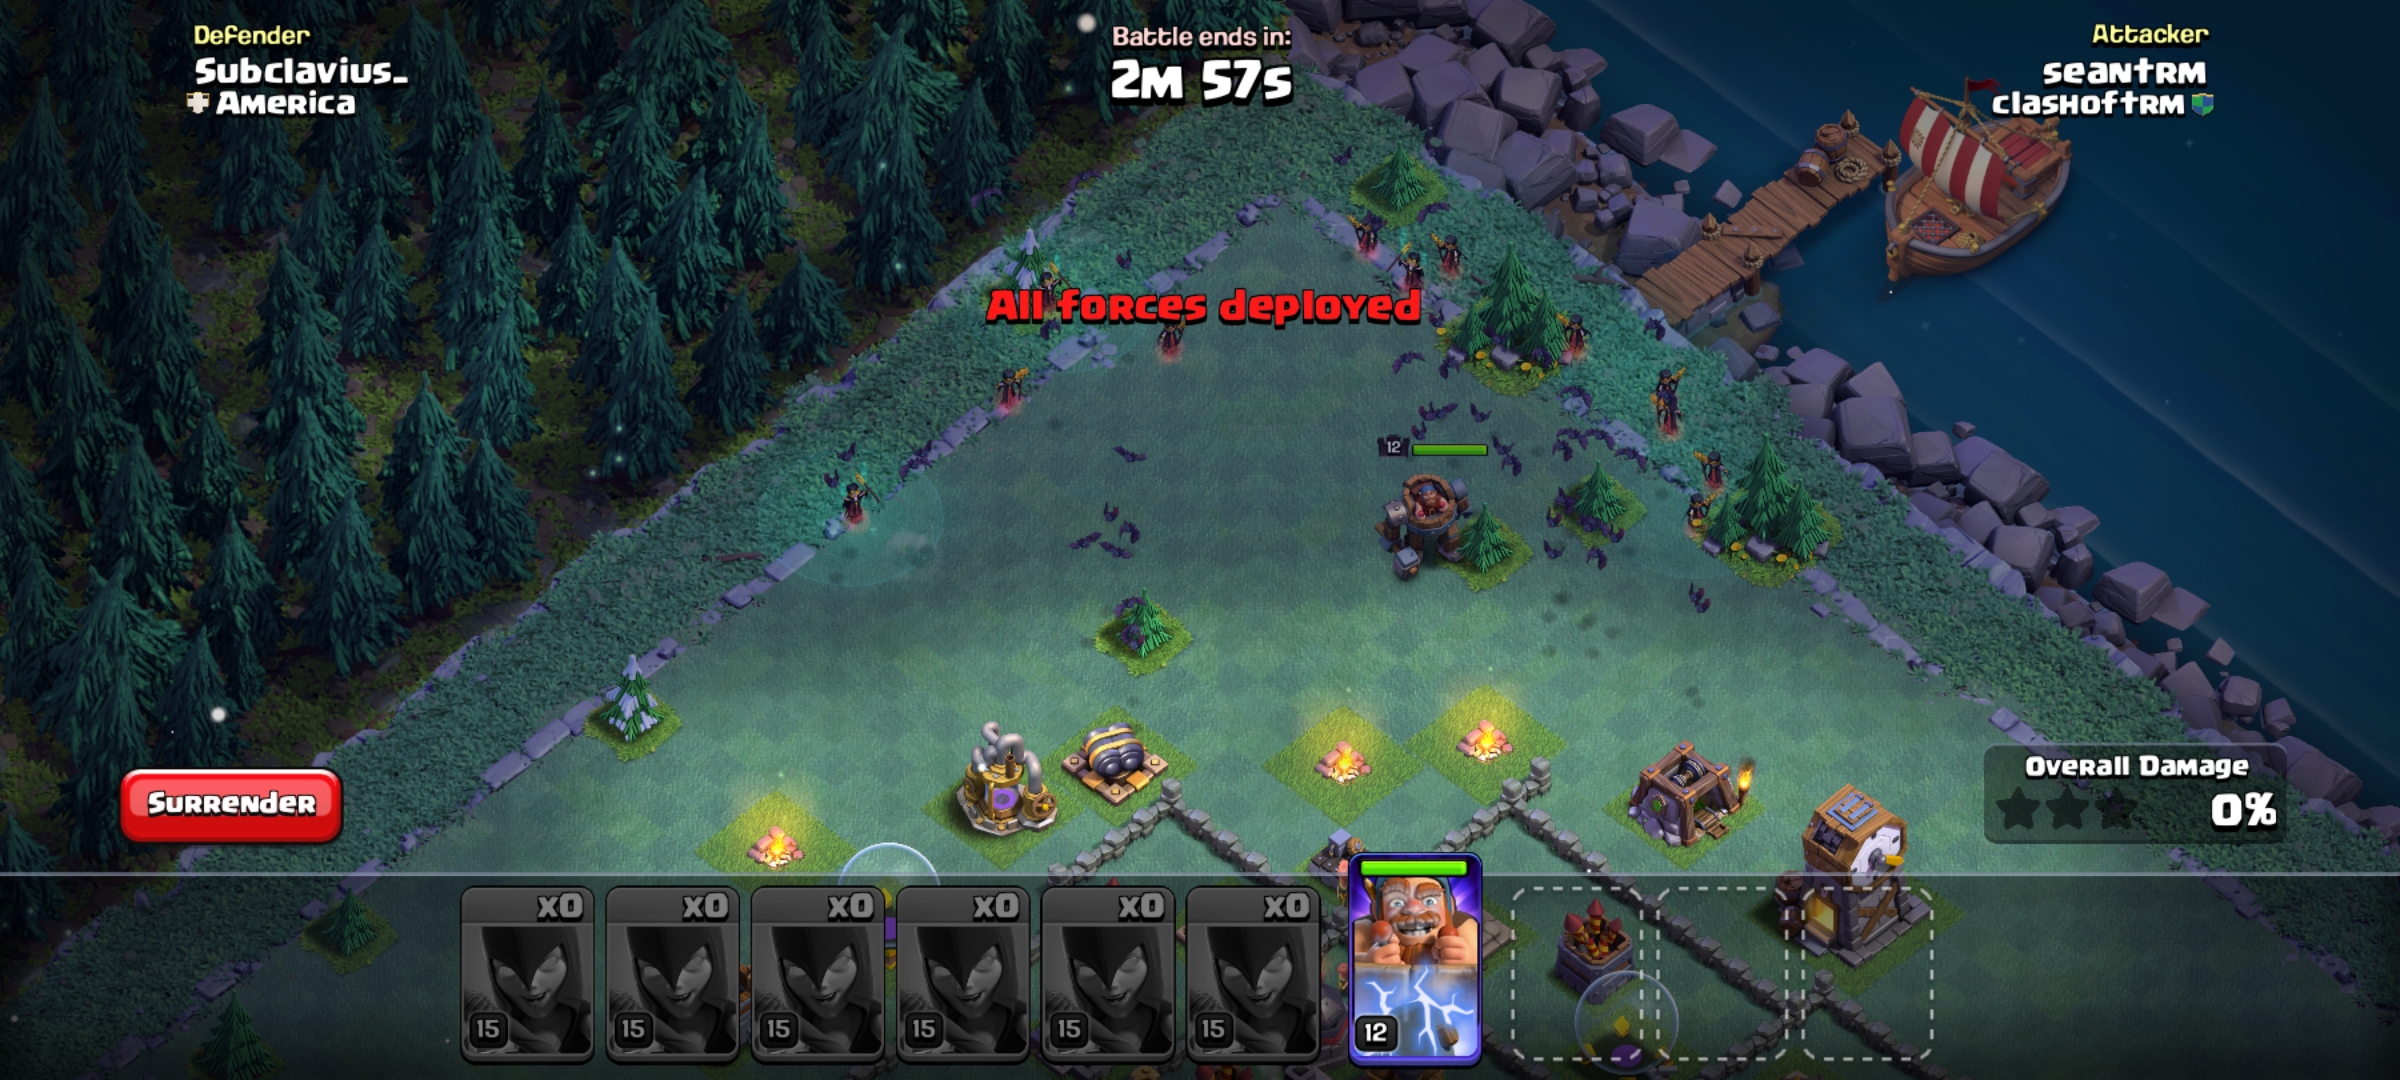 Defender
Subclavius_
America
Battle ends in:
2M 57s
Attacker
seantRM
clashoftRM
All forces deployed
12
Surrender
Overall Damage
0%
x0
x0
x0
x0
x0
x0
15
15
15
15
15
15
12